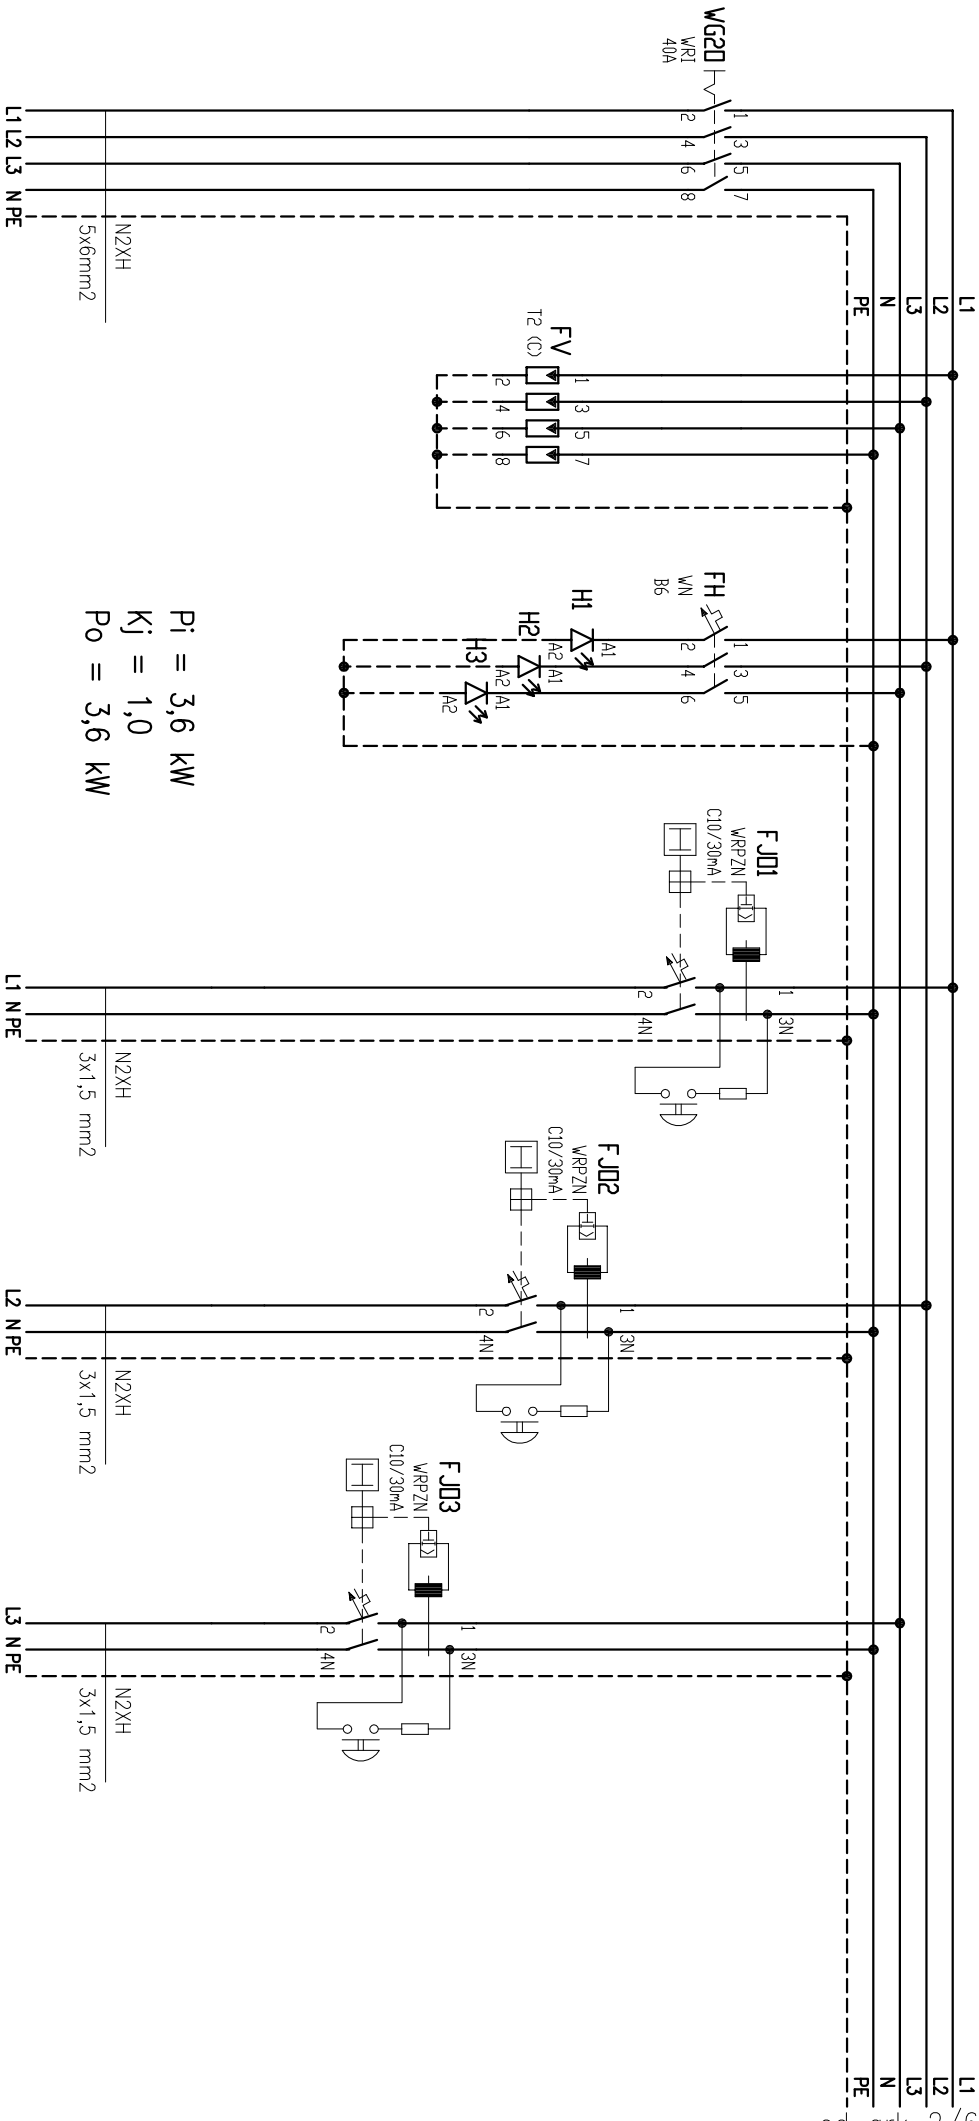 WG20
WRI
40A
1
2
3
4
5
6
7
8
L1 L2 L3 N PE
N2XH
5x6mm2
L1
L2
L3
N
PE
FV
T2 (C)
1
2
3
4
5
6
7
8
FH
WN
B6
1
2
3
4
5
6
H1
A1
A2
H2
A1
A2
H3
A1
A2
Pi = 3,6 kW
Kj = 1,0
Po = 3,6 kW
FJ01
WRPZN
C10/30mA
H
1
3N
2
4N
L1 N PE
N2XH
3x1,5 mm2
FJ02
WRPZN
C10/30mA
H
1
3N
2
4N
L2 N PE
N2XH
3x1,5 mm2
FJ03
WRPZN
C10/30mA
H
1
3N
2
4N
L3 N PE
N2XH
3x1,5 mm2
L1
L2
L3
N
PE